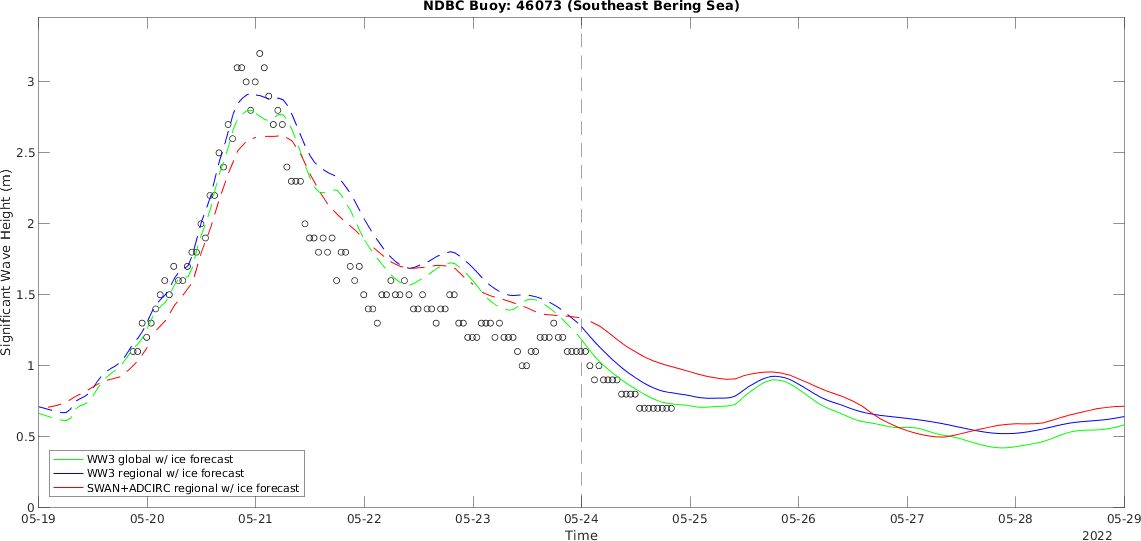 NDBC Buoy: 46073 (Southeast Bering Sea)
3
2.5
2
1.5
1
0.5
0
Significant Wave Height (m)
WW3 global w/ ice forecast
WW3 regional w/ ice forecast
SWAN+ADCIRC regional w/ ice forecast
05-19 05-20 05-21 05-22 05-23 05-24 05-25 05-26 05-27 05-28 05-29
Time
2022